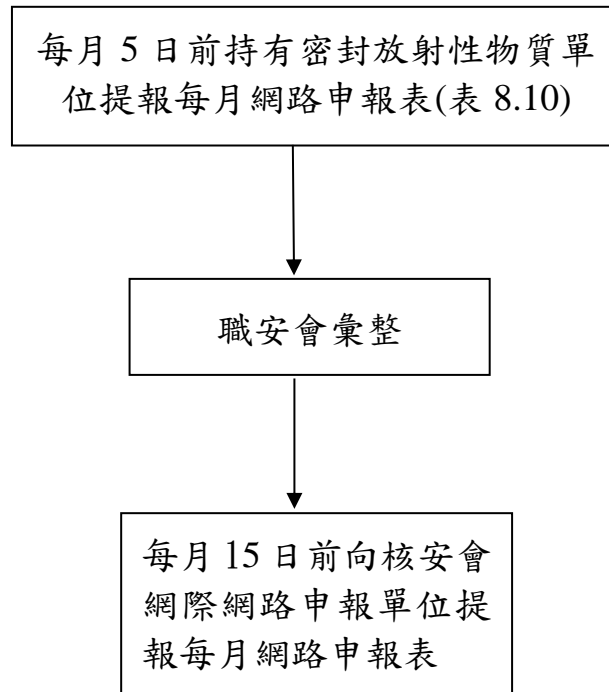 每月 5 日前持有密封放射性物質單
位提報每月網路申報表(表 8.10)
職安會彙整
每月 15 日前向核安會
網際網路申報單位提
報每月網路申報表